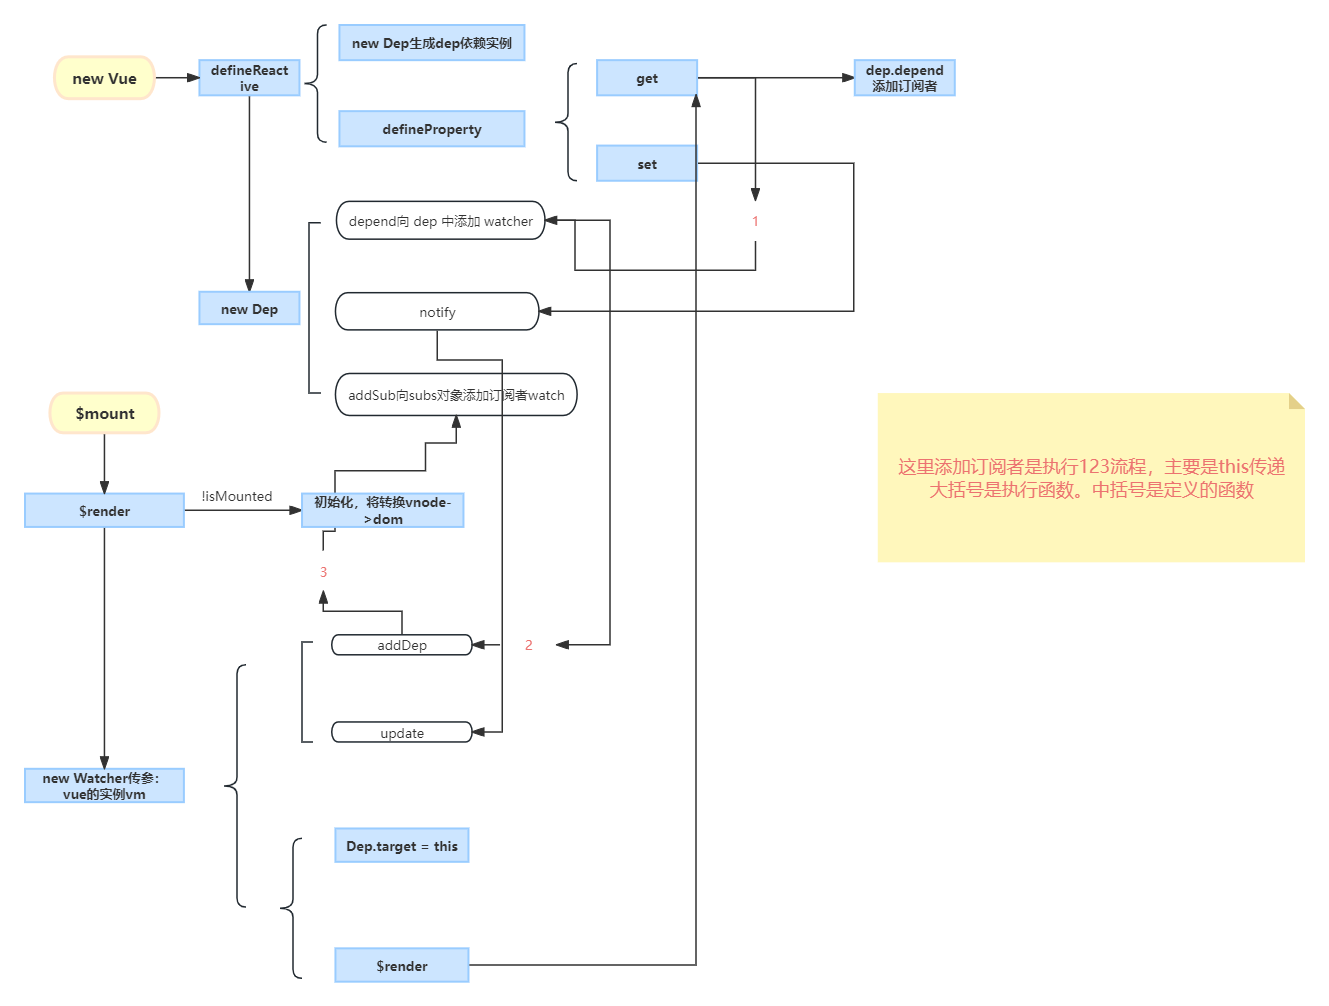 new Dep生成dep依赖实例
new Vue
defineReact
ive
get
dep.depend
添加订阅者
defineProperty
set
depend向 dep 中添加 watcher
1
new Dep
notify
addSub向subs对象添加订阅者watch
$mount
这里添加订阅者是执行123流程，主要是this传递
大括号是执行函数。中括号是定义的函数
!isMounted
$render
初始化，将转换vnode-
>dom
3
addDep
2
update
new Watcher传参：
vue的实例vm
Dep.target = this
$render